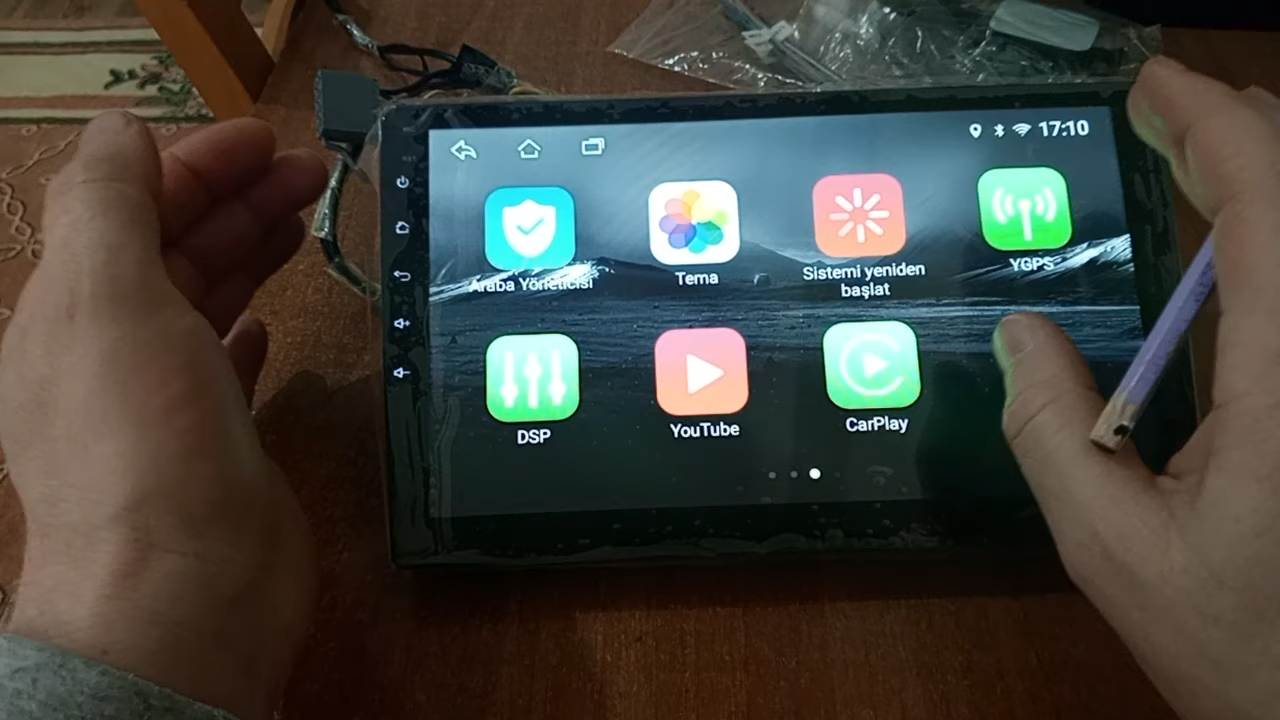 17:10
Araba Yöneticisi
Tema
Sistemi yeniden
başlat
YGPS
DSP
YouTube
CarPlay